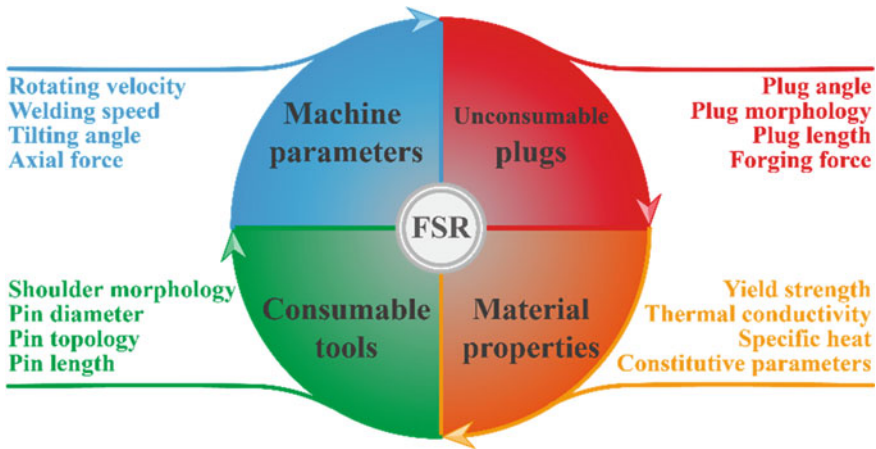 Rotating velocity
Welding speed
Tilting angle
Axial force
Machine
parameters
Unconsumable
plugs
Plug angle
Plug morphology
Plug length
Forging force
FSR
Shoulder morphology
Pin diameter
Pin topology
Pin length
Consumable
tools
Material
properties
Yield strength
Thermal conductivity
Specific heat
Constitutive parameters